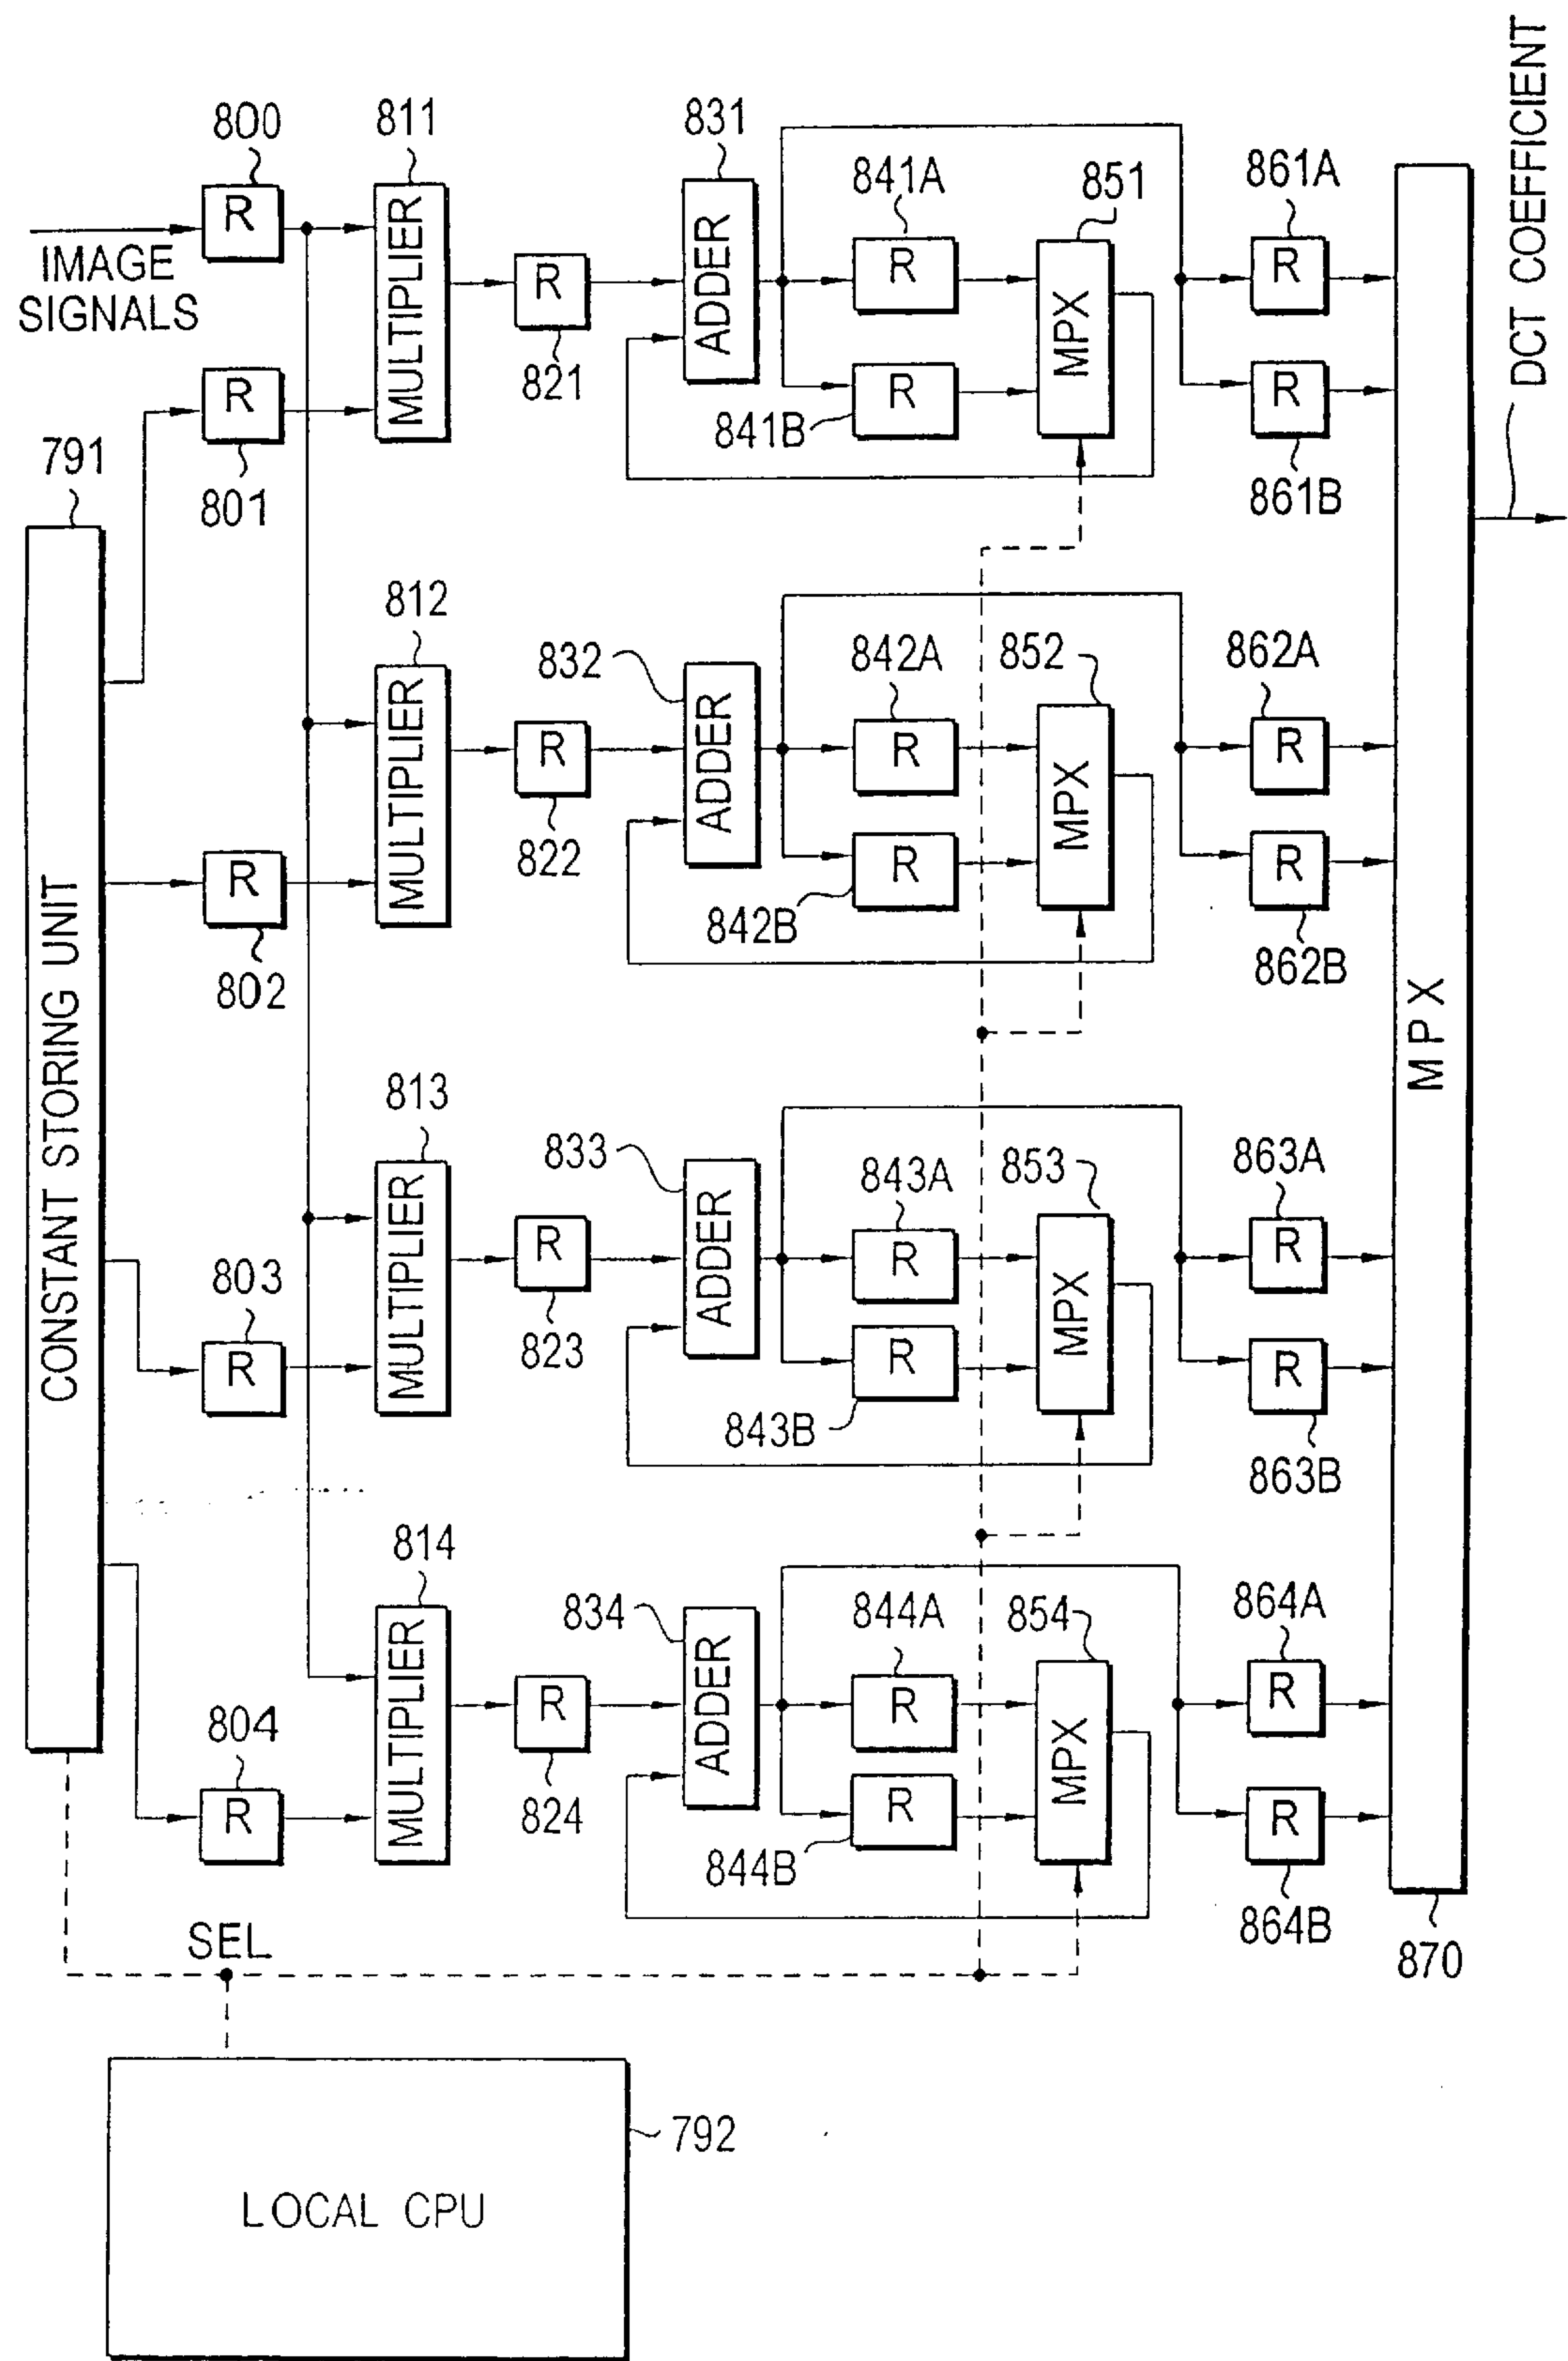 800
R
IMAGE
SIGNALS
811
MULTIPLIER
R
821
831
ADDER
841A
R
R
841B
851
MPX
861A
R
R
861B
DCT COEFFICIENT
R
801
791
CONSTANT STORING UNIT
812
MULTIPLIER
R
802
R
822
832
ADDER
842A
R
R
842B
852
MPX
862A
R
R
862B
MPX
813
MULTIPLIER
803
R
R
823
833
ADDER
843A
R
R
843B
853
MPX
863A
R
R
863B
814
MULTIPLIER
804
R
R
824
834
ADDER
844A
R
R
844B
854
MPX
864A
R
R
864B
870
SEL
792
LOCAL CPU